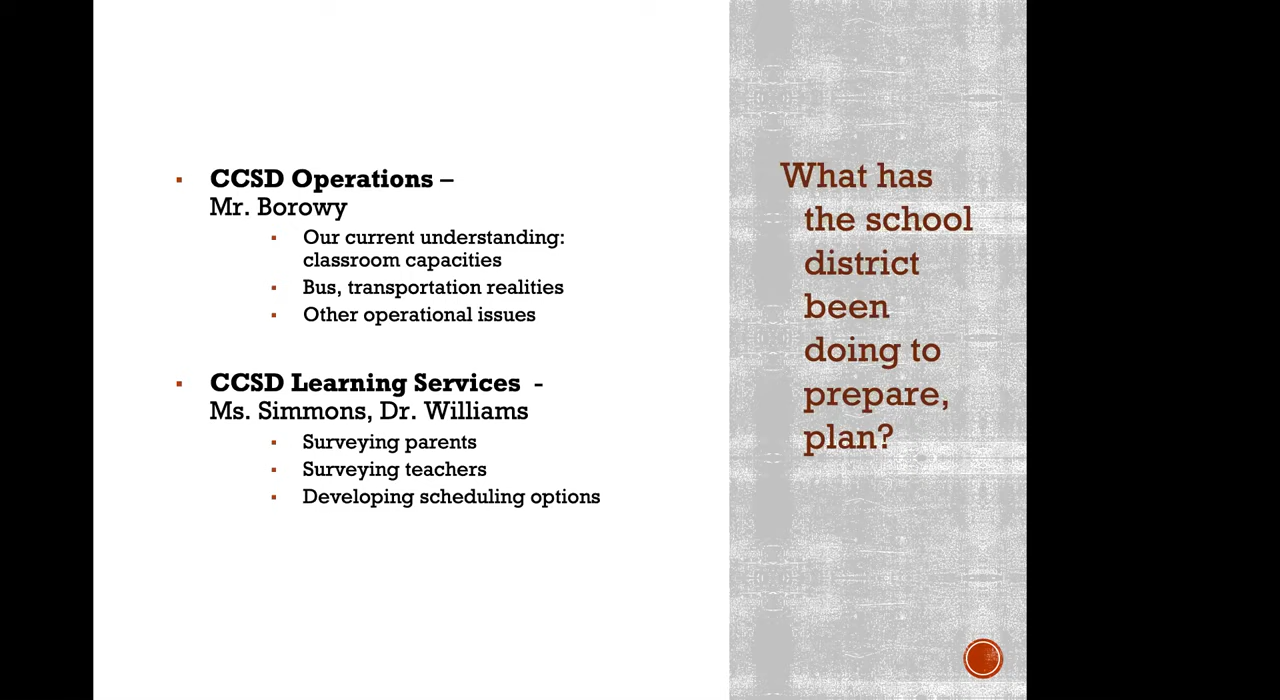 CCSD Operations –
Mr. Borowy
Our current understanding:
classroom capacities
Bus, transportation realities
Other operational issues
CCSD Learning Services -
Ms. Simmons, Dr. Williams
Surveying parents
Surveying teachers
Developing scheduling options
What has
the school
district
been
doing to
prepare,
plan?